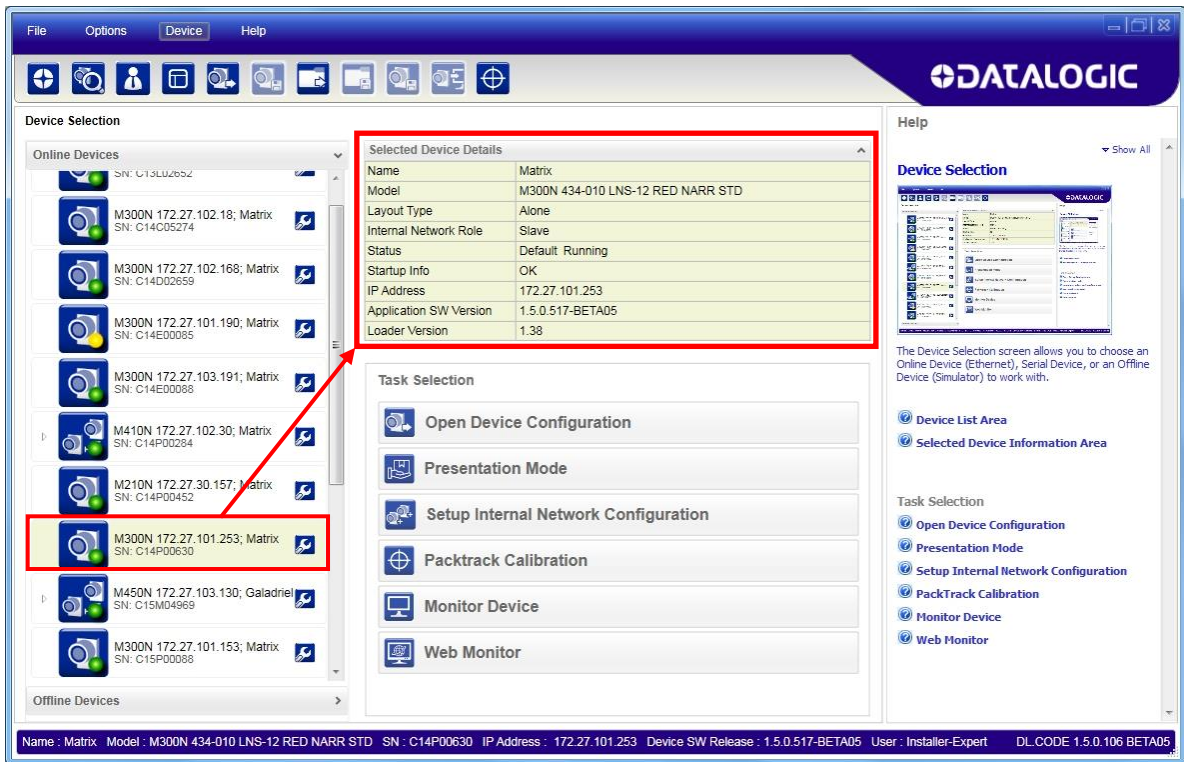 File Options Device Help
DATALOGIC
Device Selection
Online Devices
SN: C13L02652
M300N 172.27.102.18; Matrix
SN: C14C05274
M300N 172.27.102.168; Matrix
SN: C14D02659
M300N 172.27.101.190; Matrix
SN: C14E00085
M300N 172.27.103.191; Matrix
SN: C14E00088
M410N 172.27.102.30; Matrix
SN: C14P00284
M210N 172.27.30.157; Matrix
SN: C14P00452
M300N 172.27.101.253; Matrix
SN: C14P00630
M450N 172.27.103.130; Galadriel
SN: C15M04969
M300N 172.27.101.153; Matrix
SN: C15P00088
Offline Devices
Selected Device Details
Name Matrix
Model M300N 434-010 LNS-12 RED NARR STD
Layout Type Alone
Internal Network Role Slave
Status Default Running
Startup Info OK
IP Address 172.27.101.253
Application SW Version 1.5.0.517-BETA05
Loader Version 1.38
Task Selection
Open Device Configuration
Presentation Mode
Setup Internal Network Configuration
Packtrack Calibration
Monitor Device
Web Monitor
Help
Show All
Device Selection
DATALOGIC
The Device Selection screen allows you to choose an
Online Device (Ethernet), Serial Device, or an Offline
Device (Simulator) to work with.
Device List Area
Selected Device Information Area
Task Selection
Open Device Configuration
Presentation Mode
Setup Internal Network Configuration
PackTrack Calibration
Monitor Device
Web Monitor
Name : Matrix Model : M300N 434-010 LNS-12 RED NARR STD SN : C14P00630 IP Address : 172.27.101.253 Device SW Release : 1.5.0.517-BETA05 User : Installer-Expert DL.CODE 1.5.0.106 BETA05